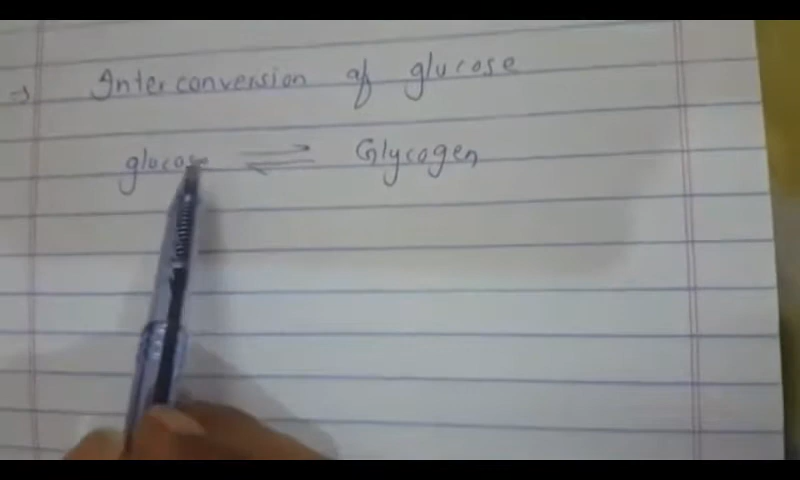 → Interconversion of glucose
glucose ⇌ Glycogen